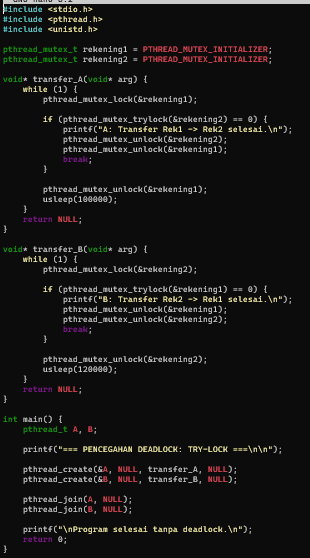 #include <stdio.h>
#include <pthread.h>
#include <unistd.h>

pthread_mutex_t rekening1 = PTHREAD_MUTEX_INITIALIZER;
pthread_mutex_t rekening2 = PTHREAD_MUTEX_INITIALIZER;

void* transfer_A(void* arg) {
    while (1) {
        pthread_mutex_lock(&rekening1);

        if (pthread_mutex_trylock(&rekening2) == 0) {
            printf("A: Transfer Rek1 -> Rek2 selesai.\n");
            pthread_mutex_unlock(&rekening2);
            pthread_mutex_unlock(&rekening1);
            break;
        }

        pthread_mutex_unlock(&rekening1);
        usleep(100000);
    }
    return NULL;
}

void* transfer_B(void* arg) {
    while (1) {
        pthread_mutex_lock(&rekening2);

        if (pthread_mutex_trylock(&rekening1) == 0) {
            printf("B: Transfer Rek2 -> Rek1 selesai.\n");
            pthread_mutex_unlock(&rekening1);
            pthread_mutex_unlock(&rekening2);
            break;
        }

        pthread_mutex_unlock(&rekening2);
        usleep(120000);
    }
    return NULL;
}

int main() {
    pthread_t A, B;

    printf("=== PENCEGAHAN DEADLOCK: TRY-LOCK ===\n\n");

    pthread_create(&A, NULL, transfer_A, NULL);
    pthread_create(&B, NULL, transfer_B, NULL);

    pthread_join(A, NULL);
    pthread_join(B, NULL);

    printf("\nProgram selesai tanpa deadlock.\n");
    return 0;
}